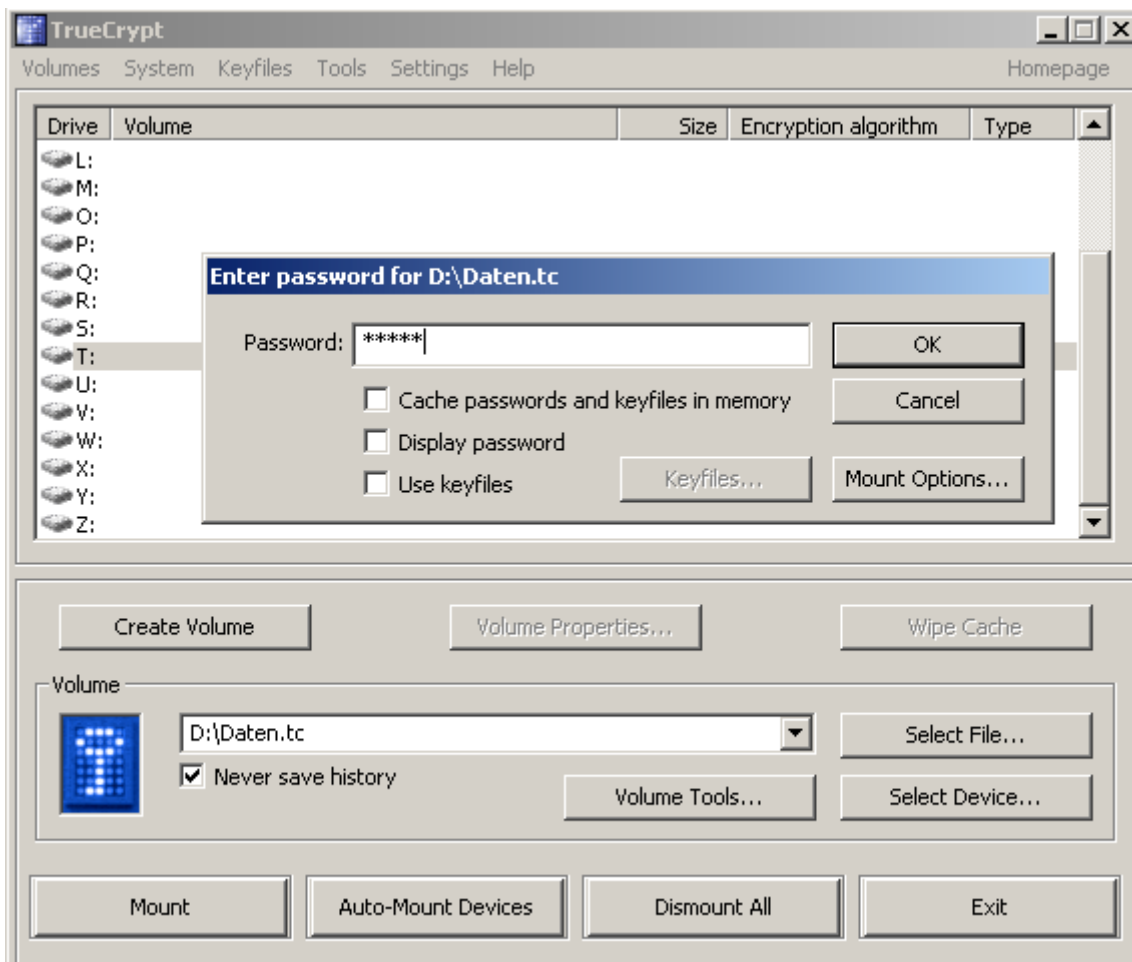 TrueCrypt
Volumes System Keyfiles Tools Settings Help Homepage
Drive Volume Size Encryption algorithm Type
L:
M:
O:
P:
Q:
R:
S:
T:
U:
V:
W:
X:
Y:
Z:
Enter password for D:\Daten.tc
Password: *****
OK
Cache passwords and keyfiles in memory
Cancel
Display password
Use keyfiles
Keyfiles...
Mount Options...
Create Volume
Volume Properties...
Wipe Cache
Volume
D:\Daten.tc
Select File...
Never save history
Volume Tools...
Select Device...
Mount
Auto-Mount Devices
Dismount All
Exit